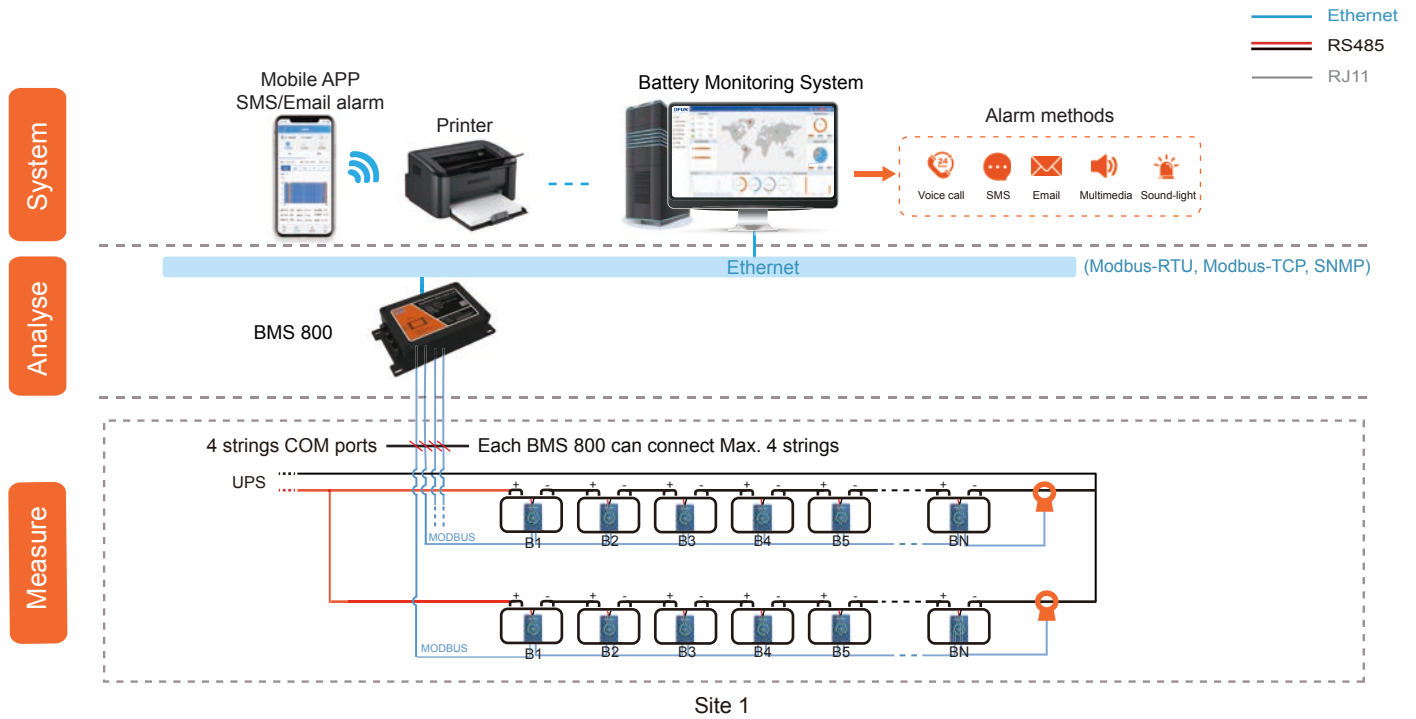 Ethernet
RS485
RJ11
System
Mobile APP
SMS/Email alarm
Printer
Battery Monitoring System
DFUN
Alarm methods
24
Voice call
SMS
Email
Multimedia
Sound-light
Analyse
Ethernet
(Modbus-RTU, Modbus-TCP, SNMP)
BMS 800
Measure
4 strings COM ports
Each BMS 800 can connect Max. 4 strings
UPS
+ - + - + - + - + - + -
MODBUS
B1 B2 B3 B4 B5 BN
+ - + - + - + - + - + -
MODBUS
B1 B2 B3 B4 B5 BN
Site 1